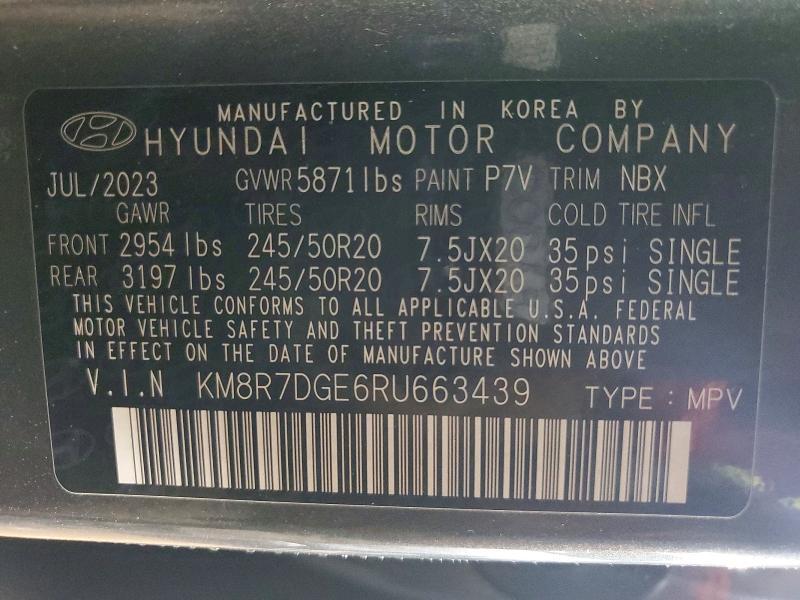 MANUFACTURED IN KOREA BY
HYUNDAI MOTOR COMPANY
JUL/2023 GVWR 5871lbs PAINT P7V TRIM NBX
GAWR TIRES RIMS COLD TIRE INFL
FRONT 2954 lbs 245/50R20 7.5JX20 35psi SINGLE
REAR 3197 lbs 245/50R20 7.5JX20 35psi SINGLE
THIS VEHICLE CONFORMS TO ALL APPLICABLE U.S.A. FEDERAL
MOTOR VEHICLE SAFETY AND THEFT PREVENTION STANDARDS
IN EFFECT ON THE DATE OF MANUFACTURE SHOWN ABOVE
V.I.N KM8R7DGE6RU663439 TYPE : MPV